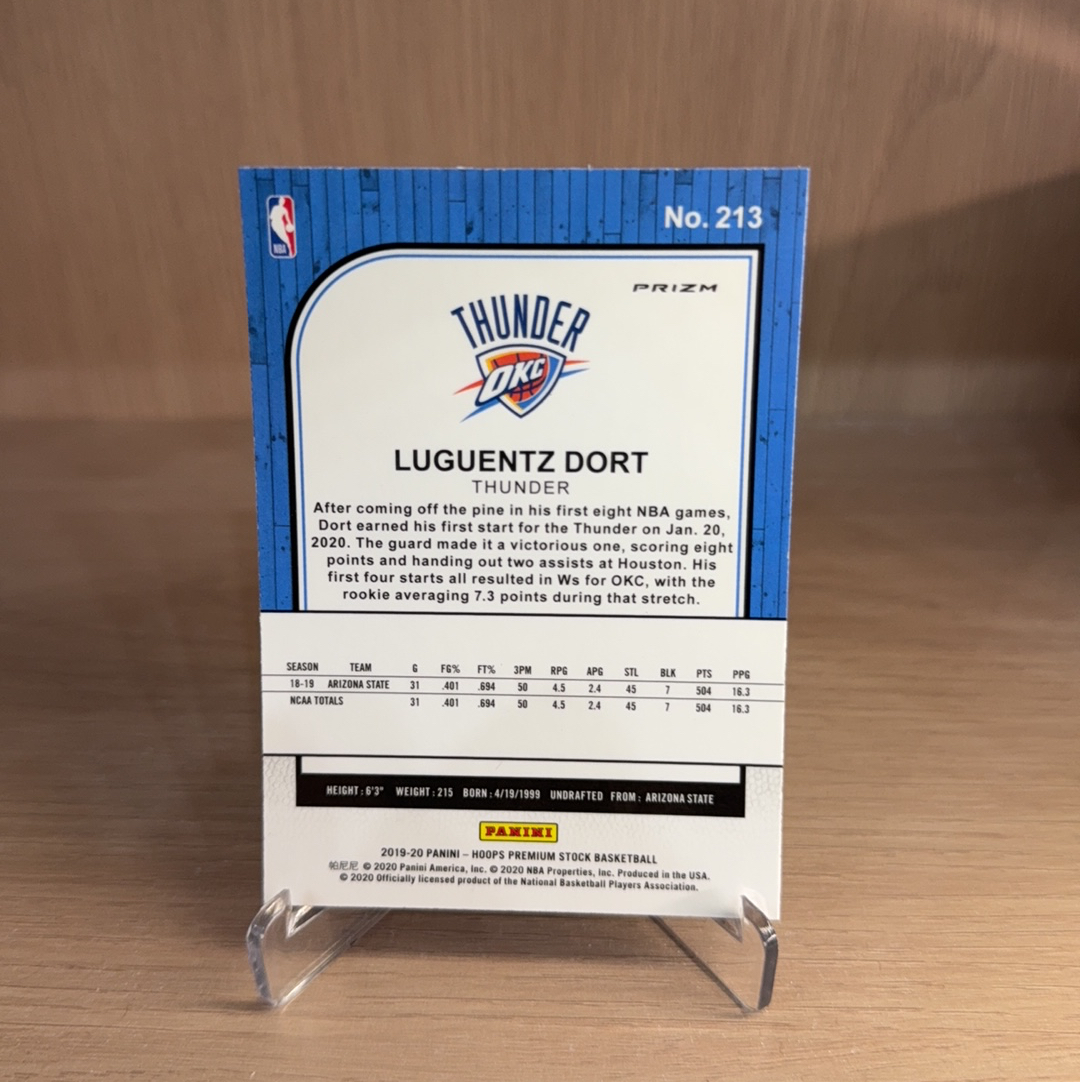 NBA
No. 213
PRIZM
THUNDER
OKC
LUGUENTZ DORT
THUNDER
After coming off the pine in his first eight NBA games,
Dort earned his first start for the Thunder on Jan. 20,
2020. The guard made it a victorious one, scoring eight
points and handing out two assists at Houston. His
first four starts all resulted in Ws for OKC, with the
rookie averaging 7.3 points during that stretch.
SEASON TEAM G FG% FT% 3PM RPG APG STL BLK PTS PPG
18-19 ARIZONA STATE 31 .401 .694 50 4.5 2.4 45 7 504 16.3
NCAA TOTALS 31 .401 .694 50 4.5 2.4 45 7 504 16.3
HEIGHT: 6'3" WEIGHT: 215 BORN: 4/19/1999 UNDRAFTED FROM: ARIZONA STATE
PANINI
2019-20 PANINI – HOOPS PREMIUM STOCK BASKETBALL
帕尼尼 © 2020 Panini America, Inc. © 2020 NBA Properties, Inc. Produced in the USA.
© 2020 Officially licensed product of the National Basketball Players Association.